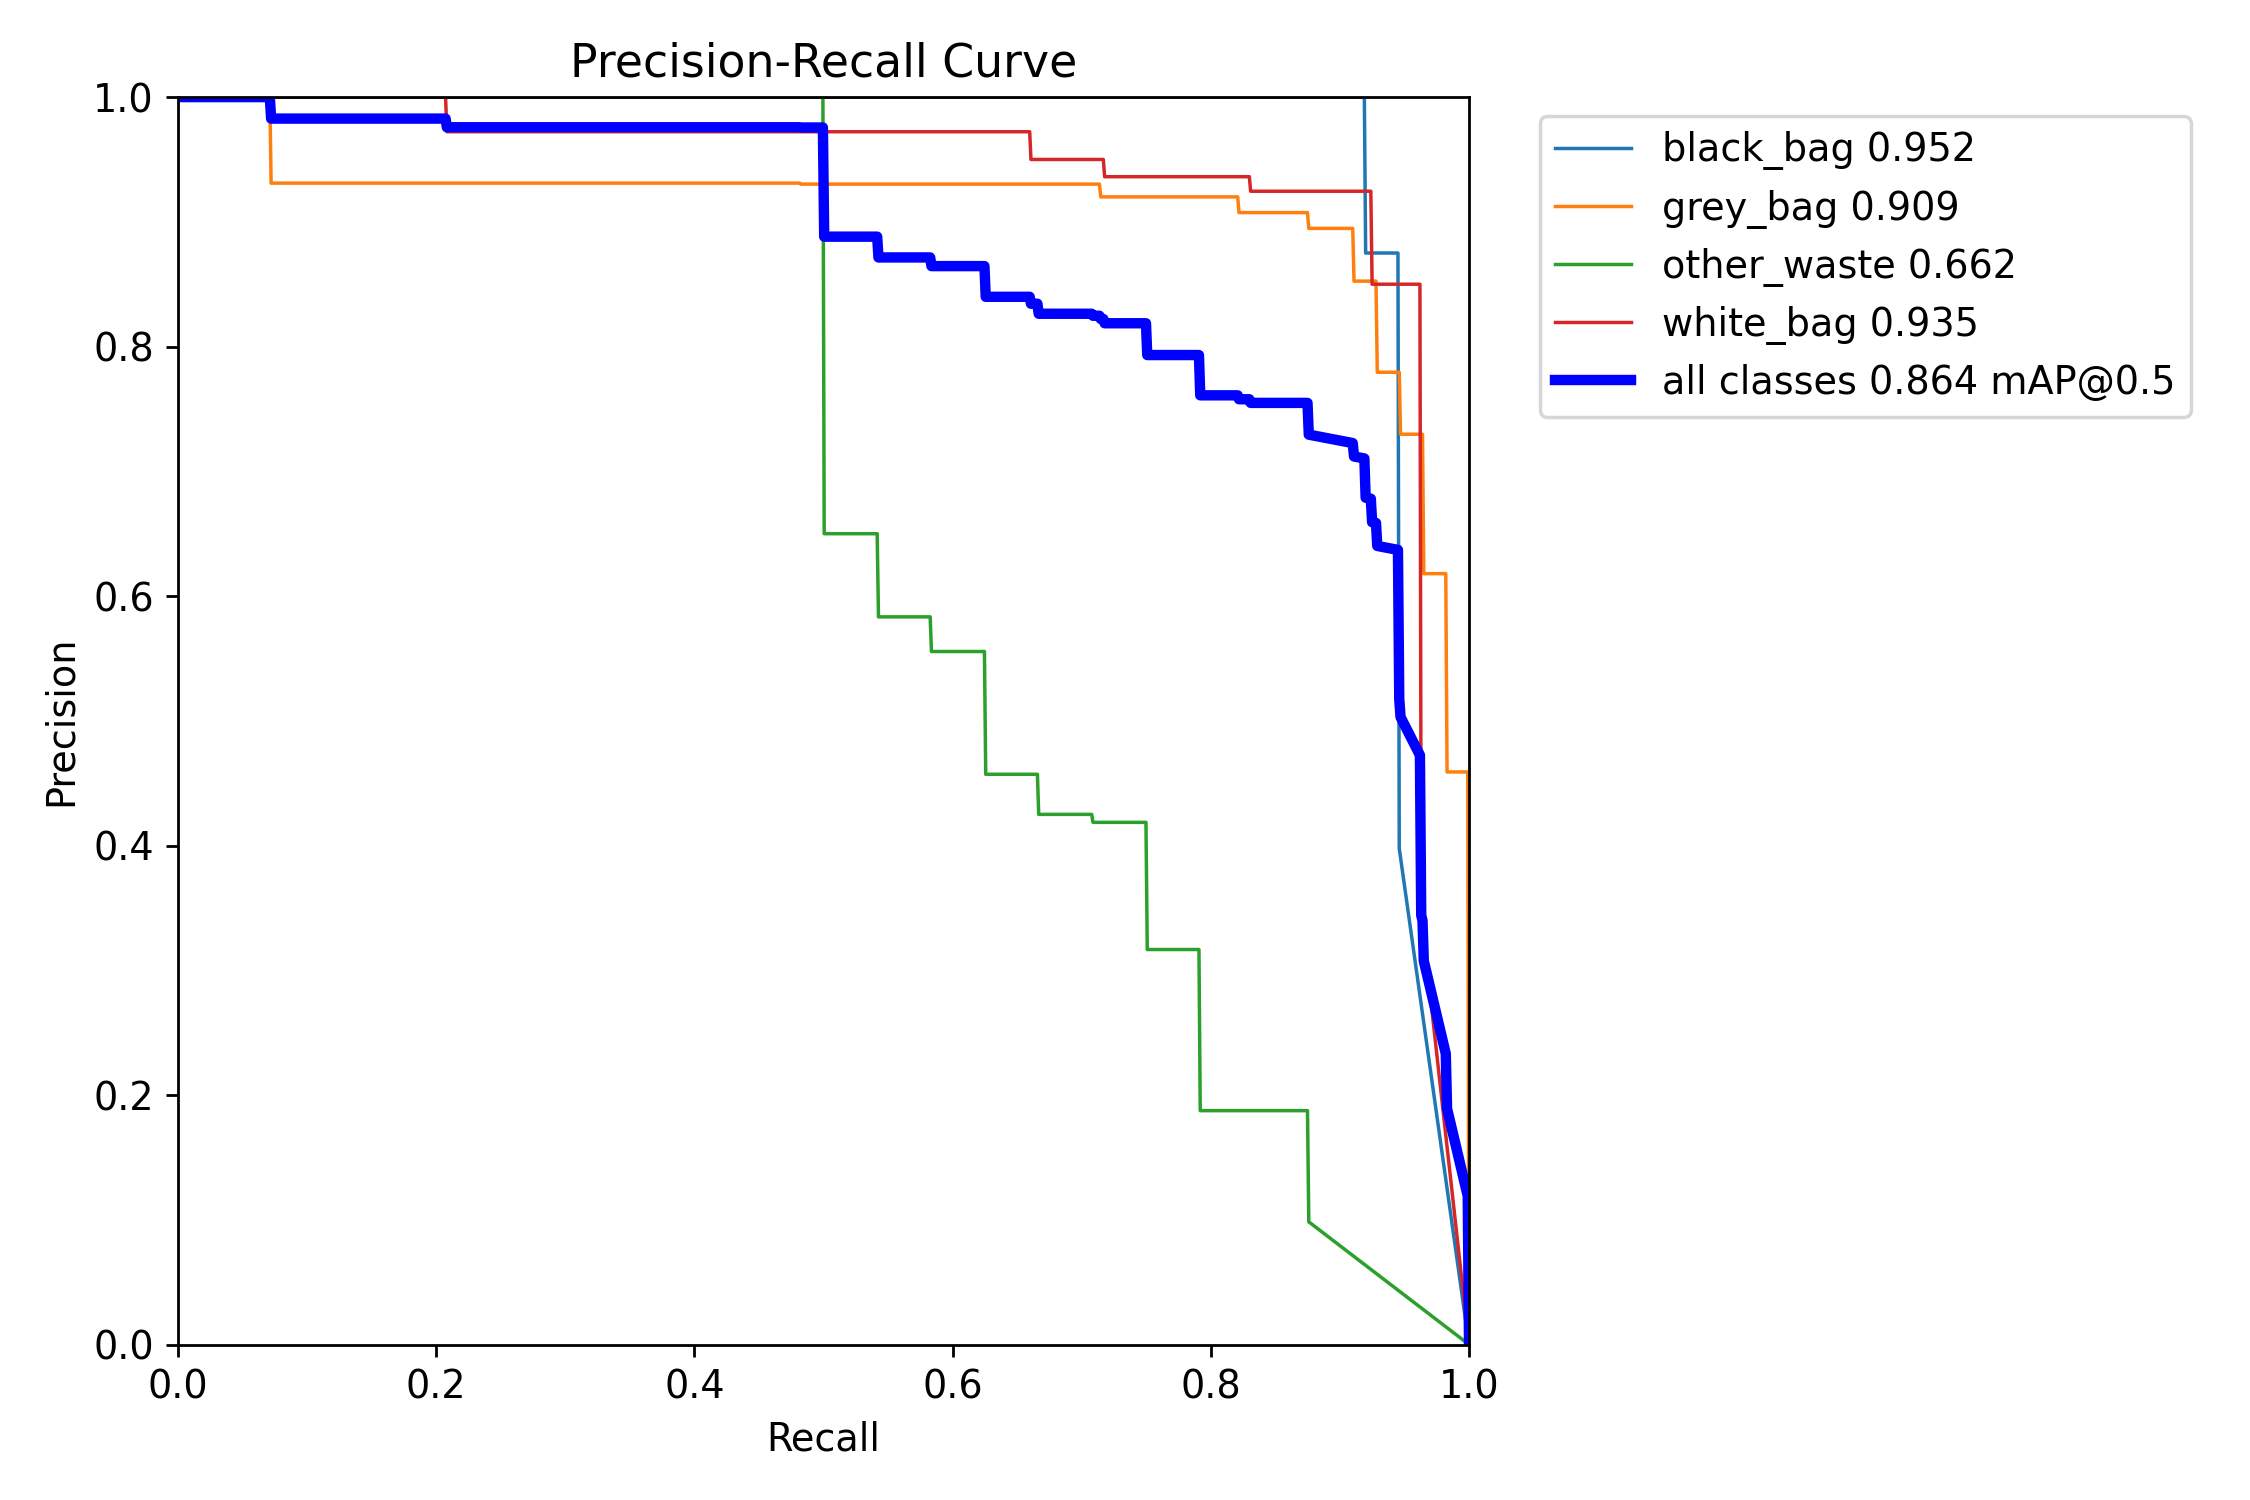 Precision-Recall Curve
1.0
0.8
0.6
0.4
0.2
0.0
Precision
0.0 0.2 0.4 0.6 0.8 1.0
Recall
black_bag 0.952
grey_bag 0.909
other_waste 0.662
white_bag 0.935
all classes 0.864 mAP@0.5